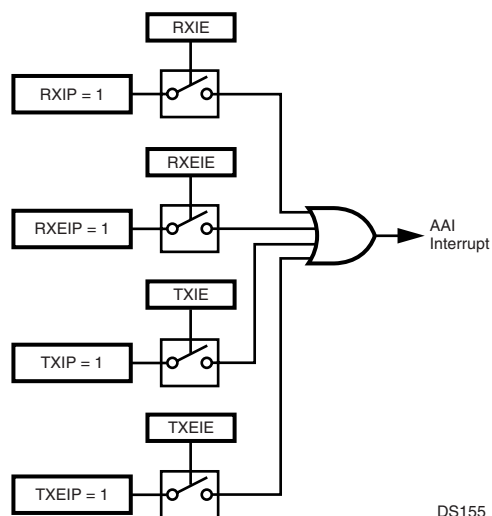 RXIE
RXIP = 1
RXEIE
RXEIP = 1
AAI
Interrupt
TXIE
TXIP = 1
TXEIE
TXEIP = 1
DS155